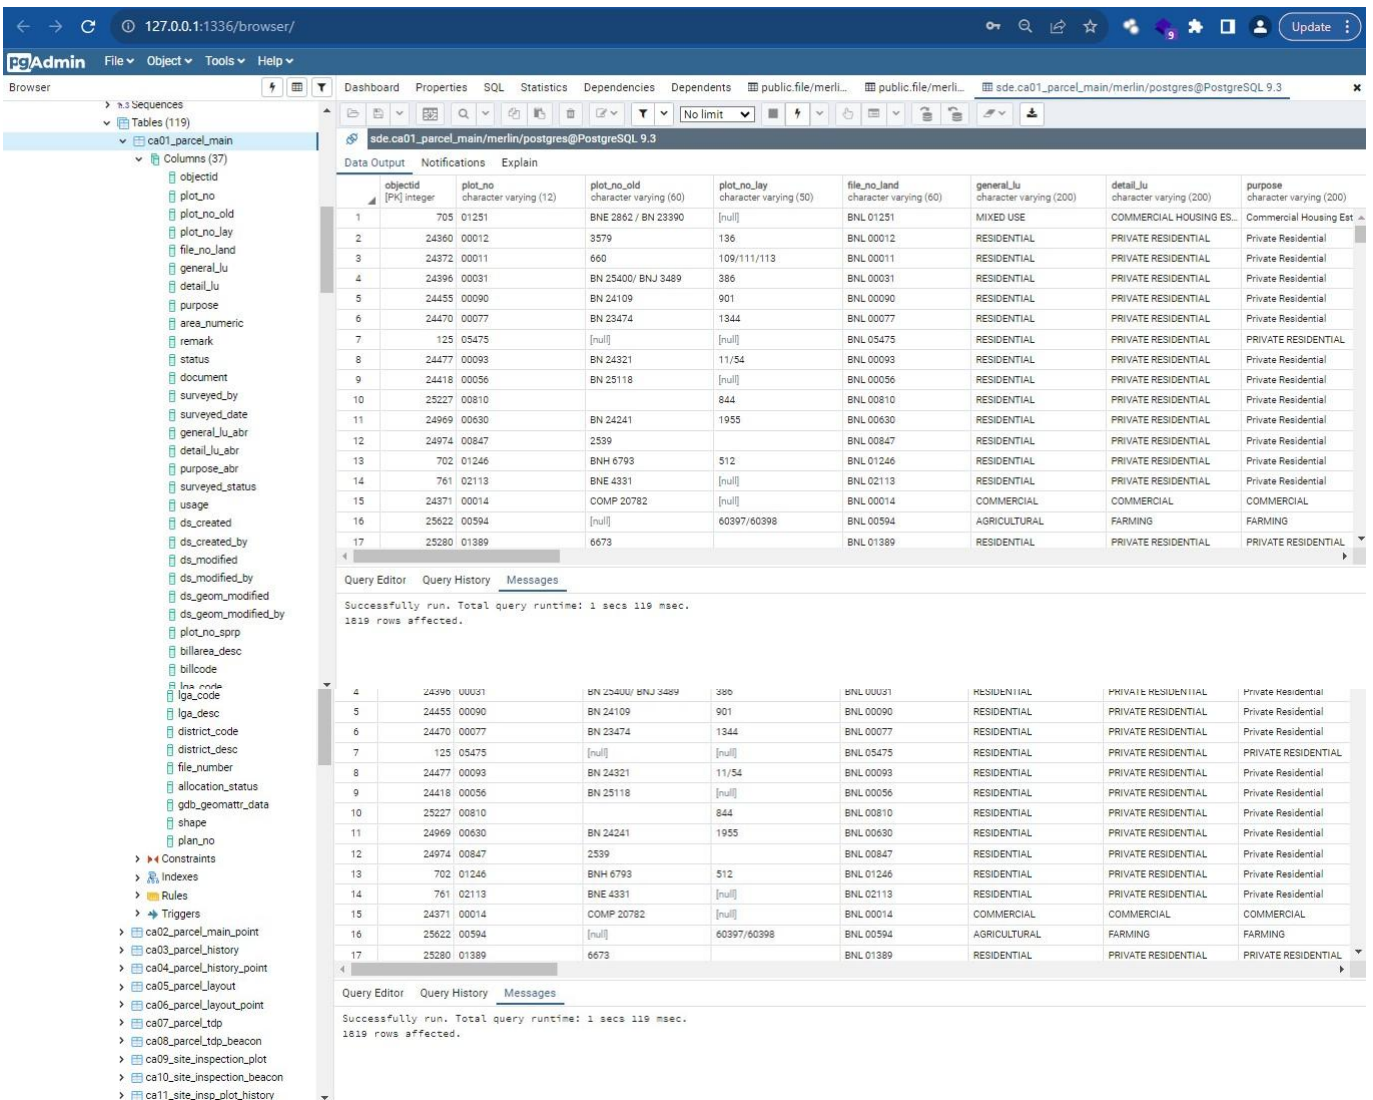 127.0.0.1:1336/browser/
9
Update
pgAdmin File Object Tools Help
Browser
Dashboard Properties SQL Statistics Dependencies Dependents public.file/merli... public.file/merli... sde.ca01_parcel_main/merlin/postgres@PostgreSQL 9.3
No limit
sde.ca01_parcel_main/merlin/postgres@PostgreSQL 9.3
Data Output Notifications Explain
Sequences
Tables (119)
ca01_parcel_main
Columns (37)
objectid
plot_no
plot_no_old
plot_no_lay
file_no_land
general_lu
detail_lu
purpose
area_numeric
remark
status
document
surveyed_by
surveyed_date
general_lu_abr
detail_lu_abr
purpose_abr
surveyed_status
usage
ds_created
ds_created_by
ds_modified
ds_modified_by
ds_geom_modified
ds_geom_modified_by
plot_no_sprp
billarea_desc
billcode
lga_code
lga_code
lga_desc
district_code
district_desc
file_number
allocation_status
gdb_geomattr_data
shape
plan_no
Constraints
Indexes
Rules
Triggers
ca02_parcel_main_point
ca03_parcel_history
ca04_parcel_history_point
ca05_parcel_layout
ca06_parcel_layout_point
ca07_parcel_tdp
ca08_parcel_tdp_beacon
ca09_site_inspection_plot
ca10_site_inspection_beacon
ca11_site_insp_plot_history
objectid plot_no plot_no_old plot_no_lay file_no_land general_lu detail_lu purpose
[PK] integer character varying (12) character varying (60) character varying (50) character varying (60) character varying (200) character varying (200) character varying (200)
1 705 01251 BNE 2862 / BN 23390 [null] BNL 01251 MIXED USE COMMERCIAL HOUSING ES... Commercial Housing Est
2 24360 00012 3579 136 BNL 00012 RESIDENTIAL PRIVATE RESIDENTIAL Private Residential
3 24372 00011 660 109/111/113 BNL 00011 RESIDENTIAL PRIVATE RESIDENTIAL Private Residential
4 24396 00031 BN 25400/ BNJ 3489 386 BNL 00031 RESIDENTIAL PRIVATE RESIDENTIAL Private Residential
5 24455 00090 BN 24109 901 BNL 00090 RESIDENTIAL PRIVATE RESIDENTIAL Private Residential
6 24470 00077 BN 23474 1344 BNL 00077 RESIDENTIAL PRIVATE RESIDENTIAL Private Residential
7 125 05475 [null] [null] BNL 05475 RESIDENTIAL PRIVATE RESIDENTIAL PRIVATE RESIDENTIAL
8 24477 00093 BN 24321 11/54 BNL 00093 RESIDENTIAL PRIVATE RESIDENTIAL Private Residential
9 24418 00056 BN 25118 [null] BNL 00056 RESIDENTIAL PRIVATE RESIDENTIAL Private Residential
10 25227 00810 844 BNL 00810 RESIDENTIAL PRIVATE RESIDENTIAL Private Residential
11 24969 00630 BN 24241 1955 BNL 00630 RESIDENTIAL PRIVATE RESIDENTIAL Private Residential
12 24974 00847 2539 BNL 00847 RESIDENTIAL PRIVATE RESIDENTIAL Private Residential
13 702 01246 BNH 6793 512 BNL 01246 RESIDENTIAL PRIVATE RESIDENTIAL Private Residential
14 761 02113 BNE 4331 [null] BNL 02113 RESIDENTIAL PRIVATE RESIDENTIAL Private Residential
15 24371 00014 COMP 20782 [null] BNL 00014 COMMERCIAL COMMERCIAL COMMERCIAL
16 25622 00594 [null] 60397/60398 BNL 00594 AGRICULTURAL FARMING FARMING
17 25280 01389 6673 BNL 01389 RESIDENTIAL PRIVATE RESIDENTIAL PRIVATE RESIDENTIAL
Query Editor Query History Messages
Successfully run. Total query runtime: 1 secs 119 msec.
1819 rows affected.
4 24396 00031 BN 25400/ BNJ 3489 386 BNL 00031 RESIDENTIAL PRIVATE RESIDENTIAL Private Residential
5 24455 00090 BN 24109 901 BNL 00090 RESIDENTIAL PRIVATE RESIDENTIAL Private Residential
6 24470 00077 BN 23474 1344 BNL 00077 RESIDENTIAL PRIVATE RESIDENTIAL Private Residential
7 125 05475 [null] [null] BNL 05475 RESIDENTIAL PRIVATE RESIDENTIAL PRIVATE RESIDENTIAL
8 24477 00093 BN 24321 11/54 BNL 00093 RESIDENTIAL PRIVATE RESIDENTIAL Private Residential
9 24418 00056 BN 25118 [null] BNL 00056 RESIDENTIAL PRIVATE RESIDENTIAL Private Residential
10 25227 00810 844 BNL 00810 RESIDENTIAL PRIVATE RESIDENTIAL Private Residential
11 24969 00630 BN 24241 1955 BNL 00630 RESIDENTIAL PRIVATE RESIDENTIAL Private Residential
12 24974 00847 2539 BNL 00847 RESIDENTIAL PRIVATE RESIDENTIAL Private Residential
13 702 01246 BNH 6793 512 BNL 01246 RESIDENTIAL PRIVATE RESIDENTIAL Private Residential
14 761 02113 BNE 4331 [null] BNL 02113 RESIDENTIAL PRIVATE RESIDENTIAL Private Residential
15 24371 00014 COMP 20782 [null] BNL 00014 COMMERCIAL COMMERCIAL COMMERCIAL
16 25622 00594 [null] 60397/60398 BNL 00594 AGRICULTURAL FARMING FARMING
17 25280 01389 6673 BNL 01389 RESIDENTIAL PRIVATE RESIDENTIAL PRIVATE RESIDENTIAL
Query Editor Query History Messages
Successfully run. Total query runtime: 1 secs 119 msec.
1819 rows affected.